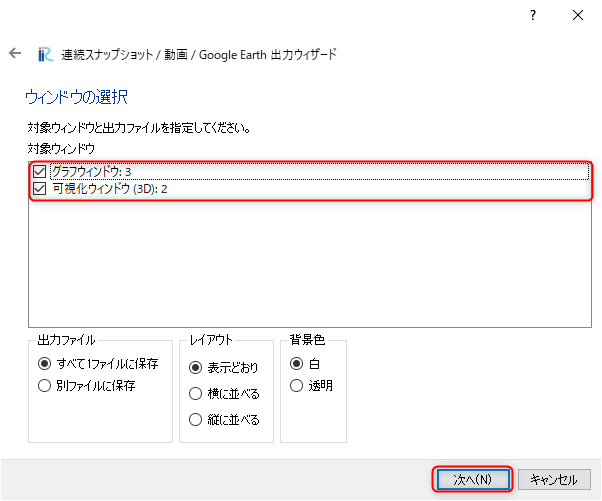 ?
連続スナップショット / 動画 / Google Earth 出力ウィザード
ウィンドウの選択
対象ウィンドウと出力ファイルを指定してください。
対象ウィンドウ
グラフウィンドウ: 3
可視化ウィンドウ (3D): 2
出力ファイル
すべて1ファイルに保存
別ファイルに保存
レイアウト
表示どおり
横に並べる
縦に並べる
背景色
白
透明
次へ(N)
キャンセル